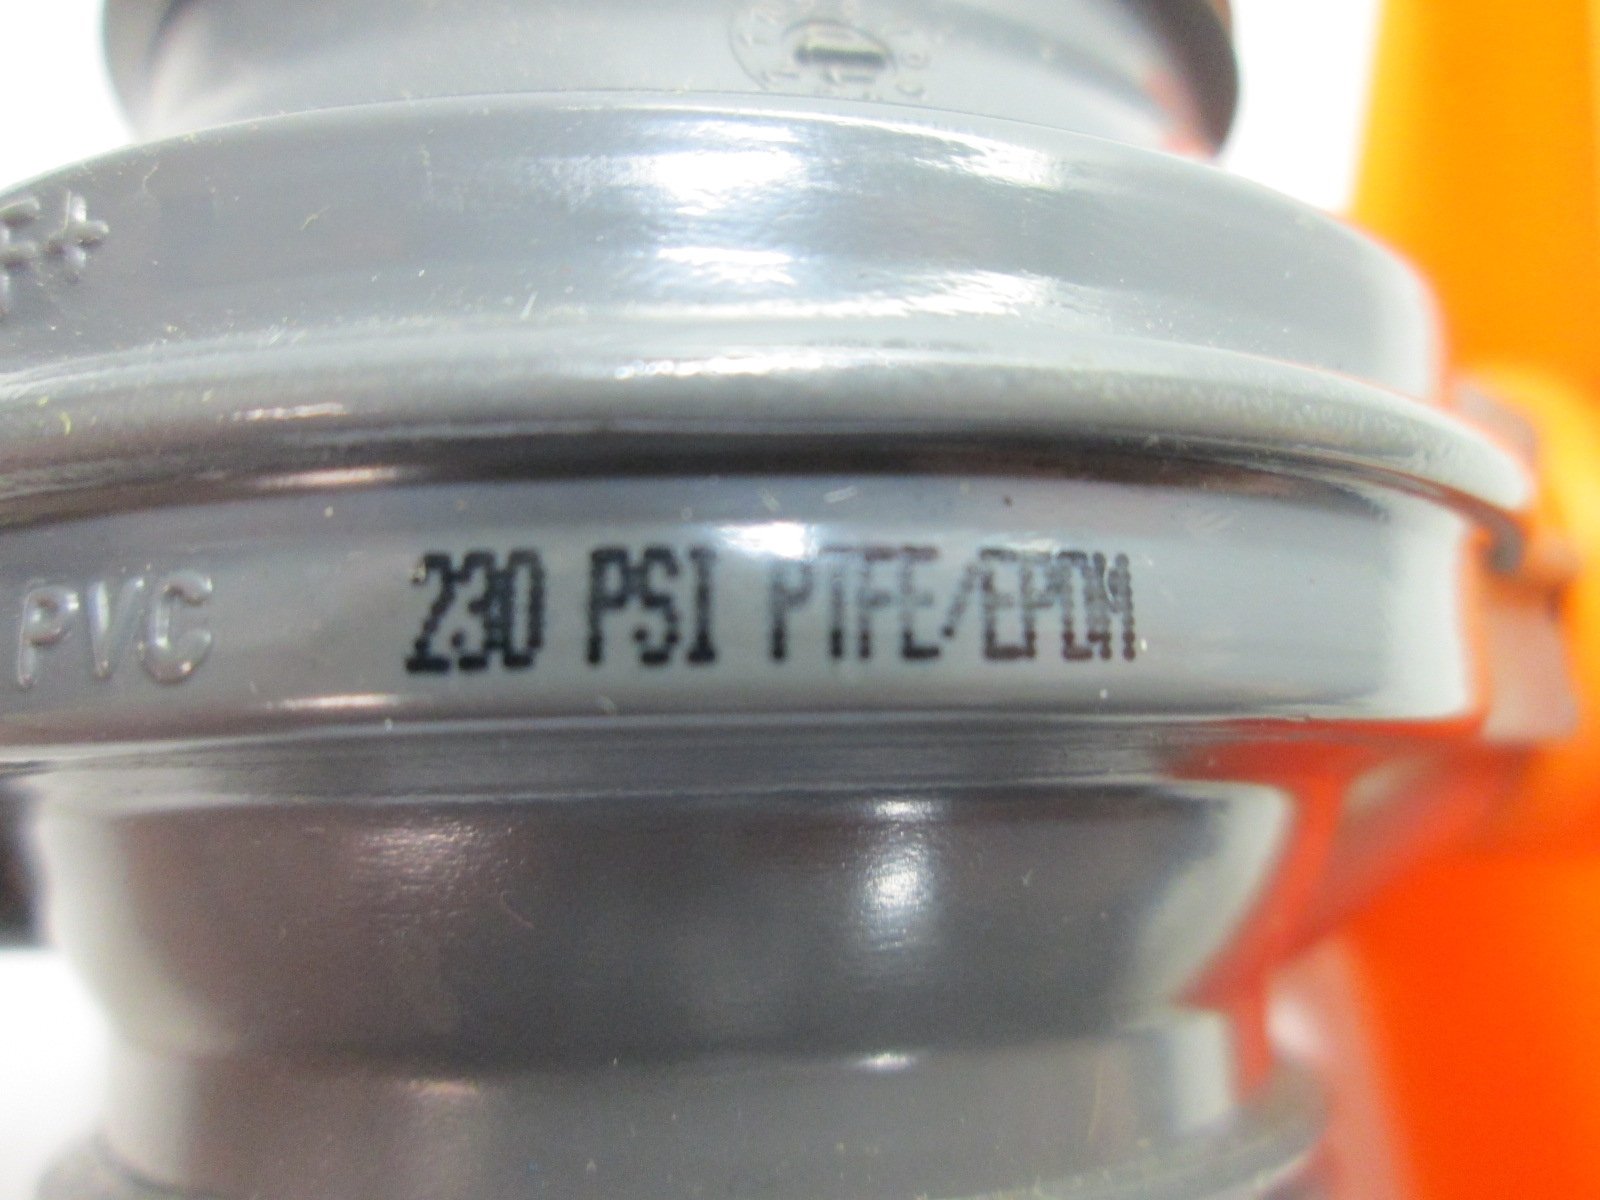 F+
PVC 230 PSI PTFE/EPDM